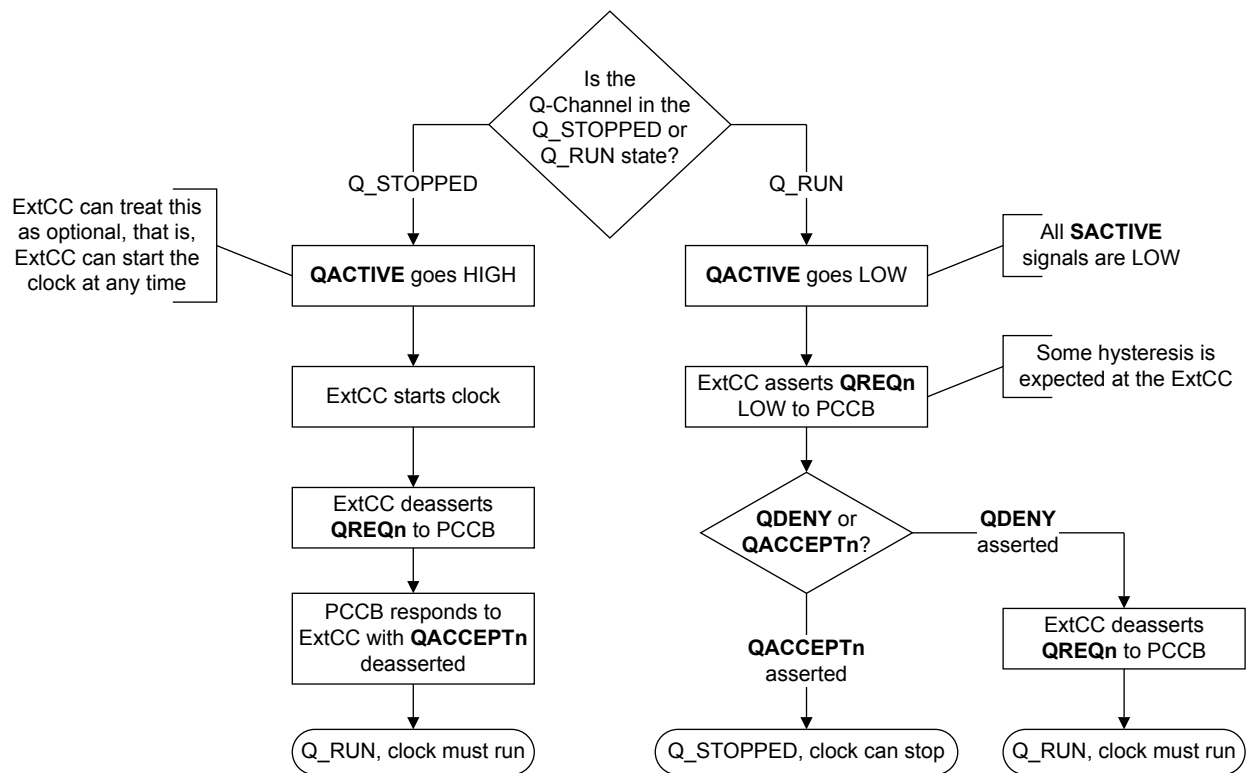 Is the
Q-Channel in the
Q_STOPPED or
Q_RUN state?
Q_STOPPED
Q_RUN
ExtCC can treat this
as optional, that is,
ExtCC can start the
clock at any time
QACTIVE goes HIGH
QACTIVE goes LOW
All SACTIVE
signals are LOW
ExtCC starts clock
ExtCC asserts QREQn
LOW to PCCB
Some hysteresis is
expected at the ExtCC
ExtCC deasserts
QREQn to PCCB
QDENY or
QACCEPTn?
QDENY
asserted
PCCB responds to
ExtCC with QACCEPTn
deasserted
QACCEPTn
asserted
ExtCC deasserts
QREQn to PCCB
Q_RUN, clock must run
Q_STOPPED, clock can stop
Q_RUN, clock must run